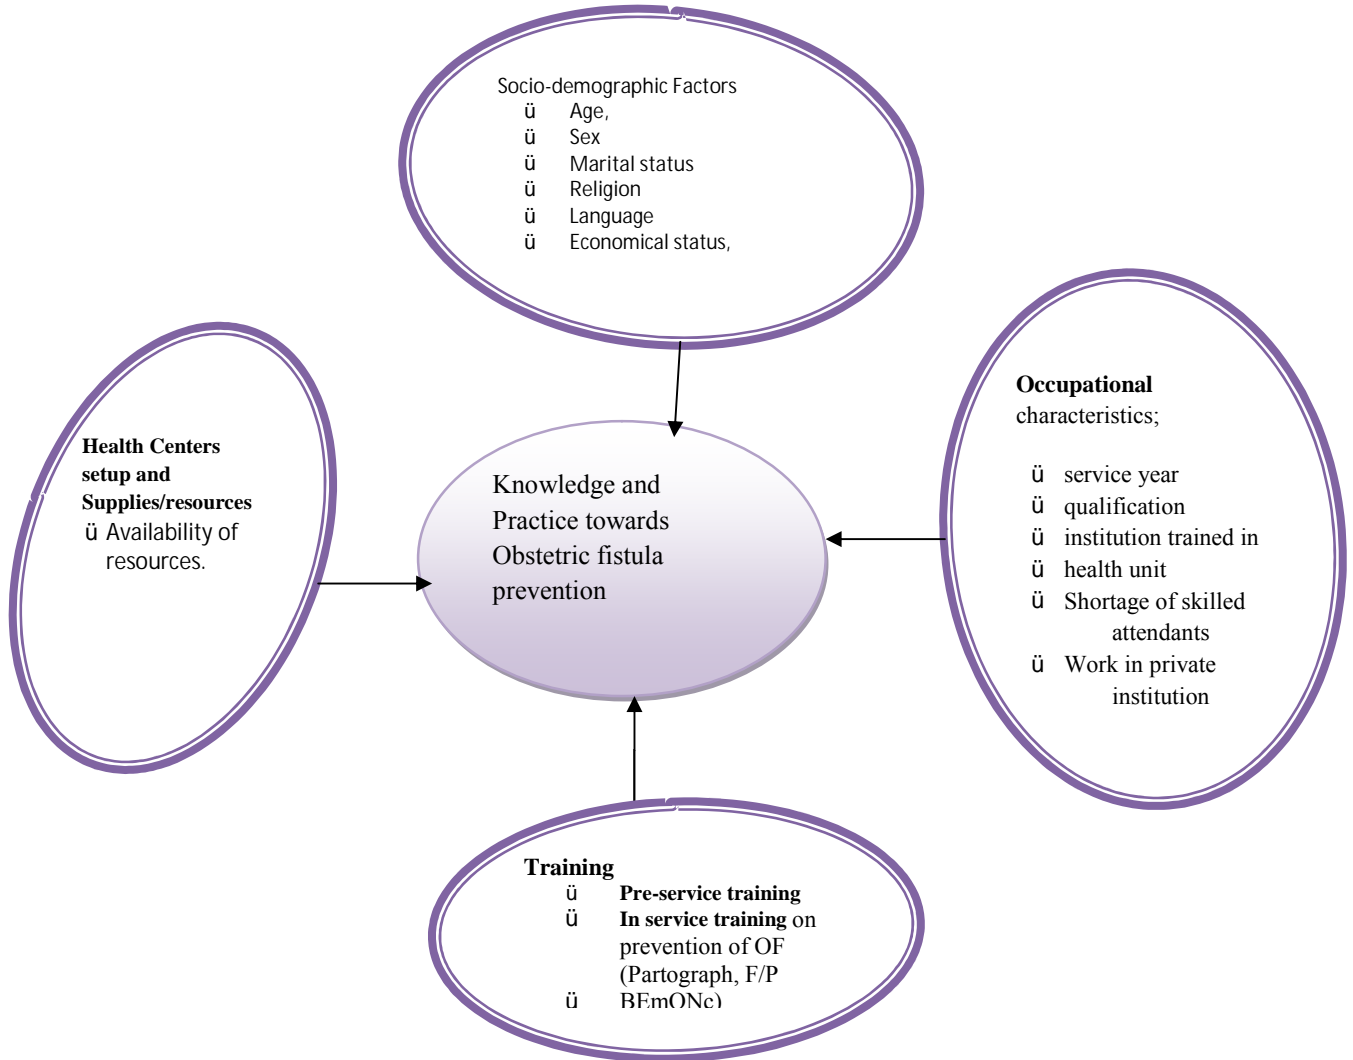 Socio-demographic Factors
ü Age,
ü Sex
ü Marital status
ü Religion
ü Language
ü Economical status,
Health Centers
setup and
Supplies/resources
ü Availability of
resources.
Knowledge and
Practice towards
Obstetric fistula
prevention
Occupational
characteristics;
ü service year
ü qualification
ü institution trained in
ü health unit
ü Shortage of skilled
attendants
ü Work in private
institution
Training
ü Pre-service training
ü In service training on
prevention of OF
(Partograph, F/P
ü BEmONc)